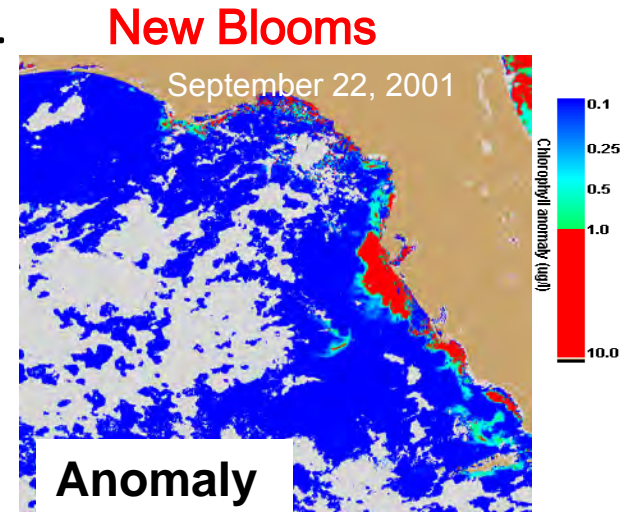 . New Blooms
September 22, 2001
0.1
0.25
0.5
1.0
10.0
Chlorophyll anomaly (ug/l)
Anomaly